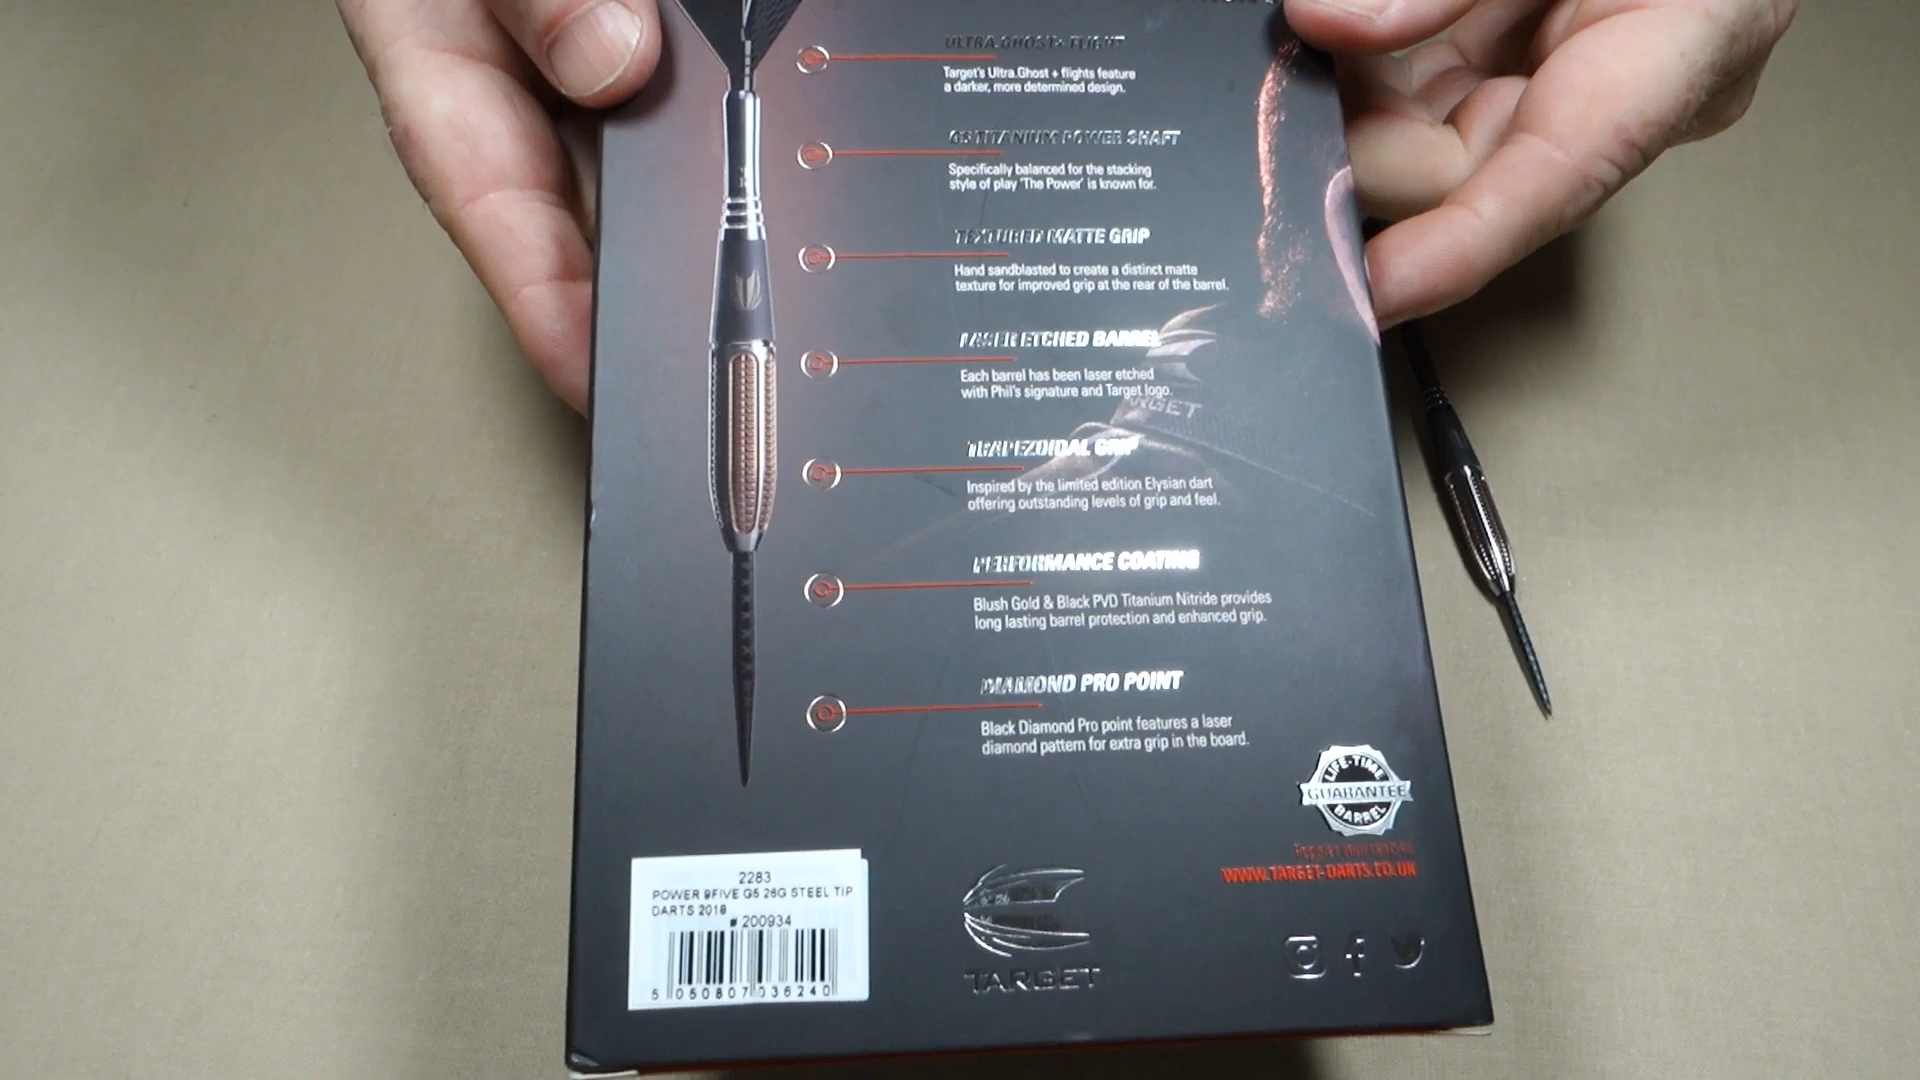 ULTRA.GHOST+ FLIGHT
Target's Ultra.Ghost + flights feature
a darker, more determined design.
G5 TITANIUM POWER SHAFT
Specifically balanced for the stacking
style of play 'The Power' is known for.
TEXTURED MATTE GRIP
Hand sandblasted to create a distinct matte
texture for improved grip at the rear of the barrel.
LASER ETCHED BARREL
Each barrel has been laser etched
with Phil's signature and Target logo.
TARGET
TRAPEZOIDAL GRIP
Inspired by the limited edition Elysian dart
offering outstanding levels of grip and feel.
PERFORMANCE COATING
Blush Gold & Black PVD Titanium Nitride provides
long lasting barrel protection and enhanced grip.
DIAMOND PRO POINT
Black Diamond Pro point features a laser
diamond pattern for extra grip in the board.
LIFE-TIME
GUARANTEE
BARREL
WWW.TARGET-DARTS.CO.UK
2283
POWER 9FIVE G5 26G STEEL TIP
DARTS 2018
# 200934
5 050807 036240
TARGET